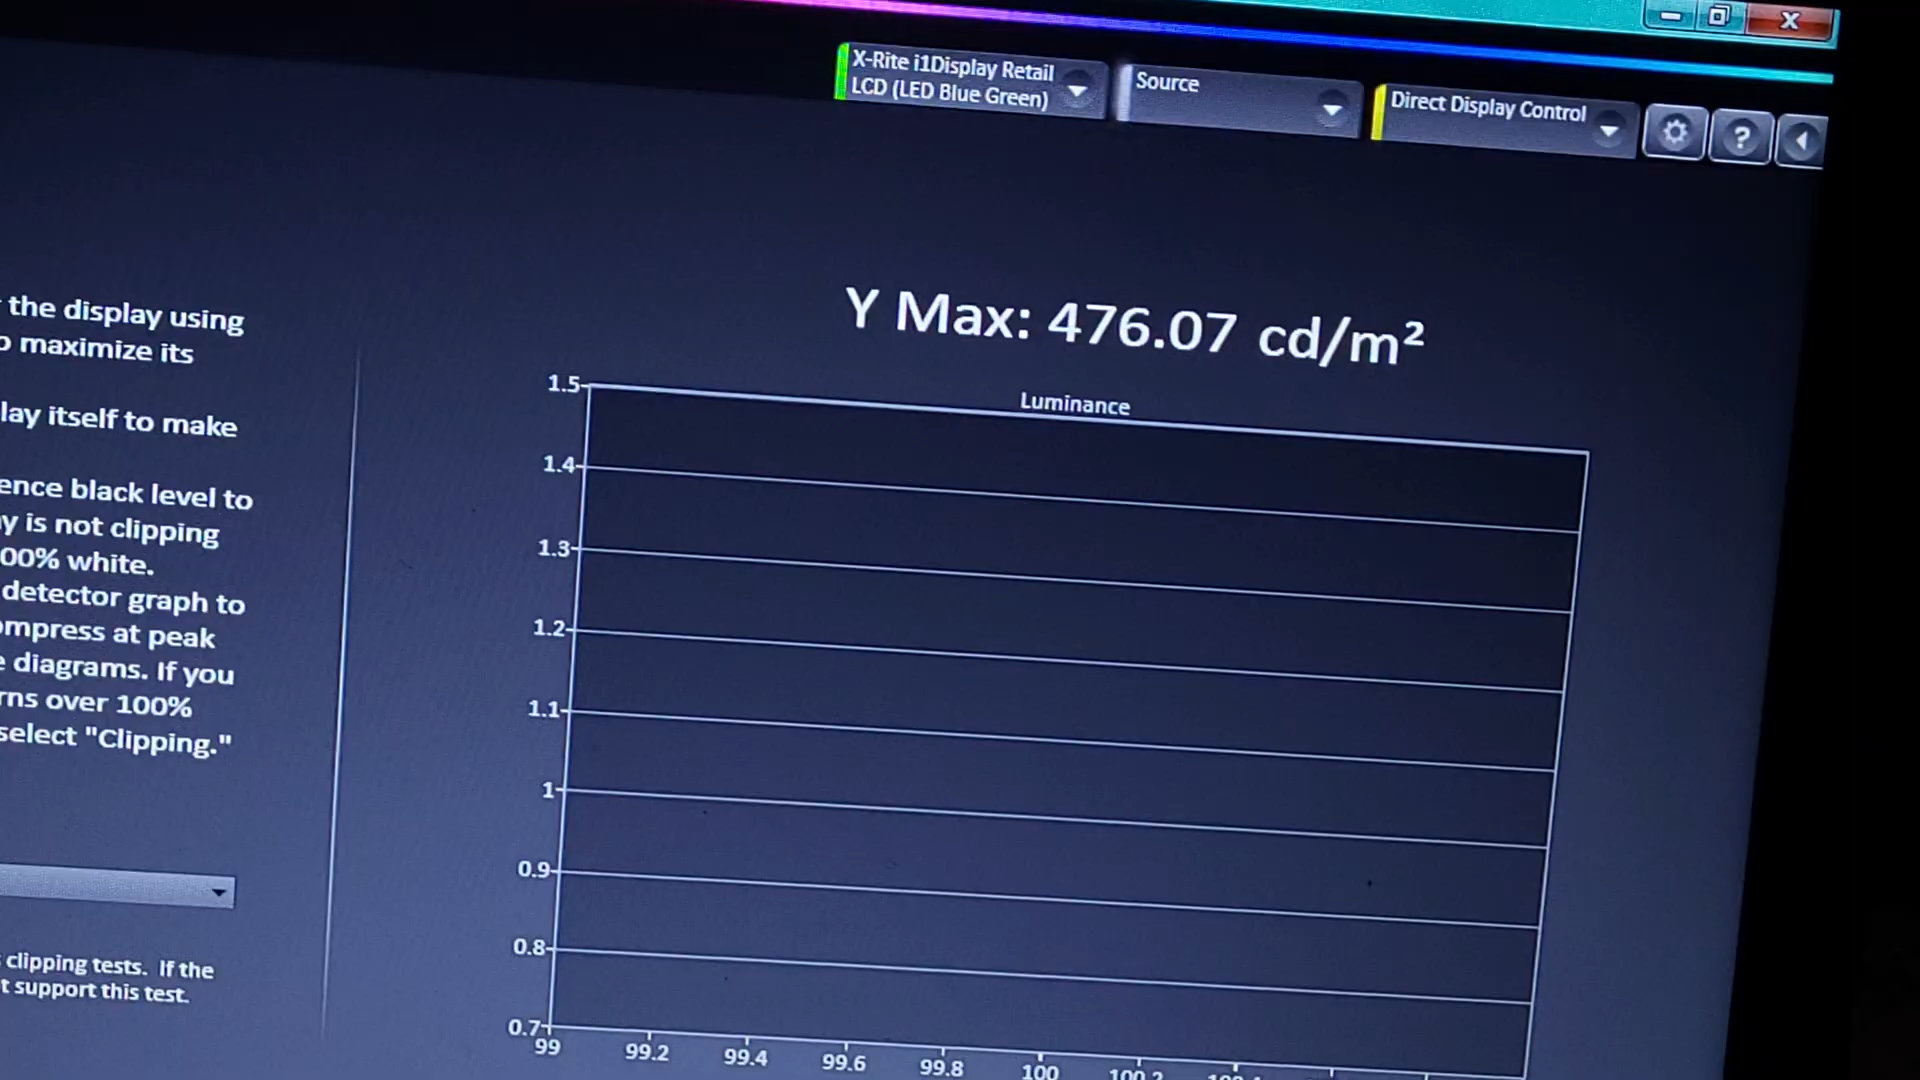 X-Rite i1Display Retail
LCD (LED Blue Green)
Source
Direct Display Control
?
the display using
maximize its
lay itself to make
ence black level to
y is not clipping
00% white.
detector graph to
ompress at peak
diagrams. If you
rns over 100%
select "Clipping."
clipping tests. If the
t support this test.
Y Max: 476.07 cd/m²
Luminance
1.5
1.4
1.3
1.2
1.1
1
0.9
0.8
0.7
99 99.2 99.4 99.6 99.8 100 100.2